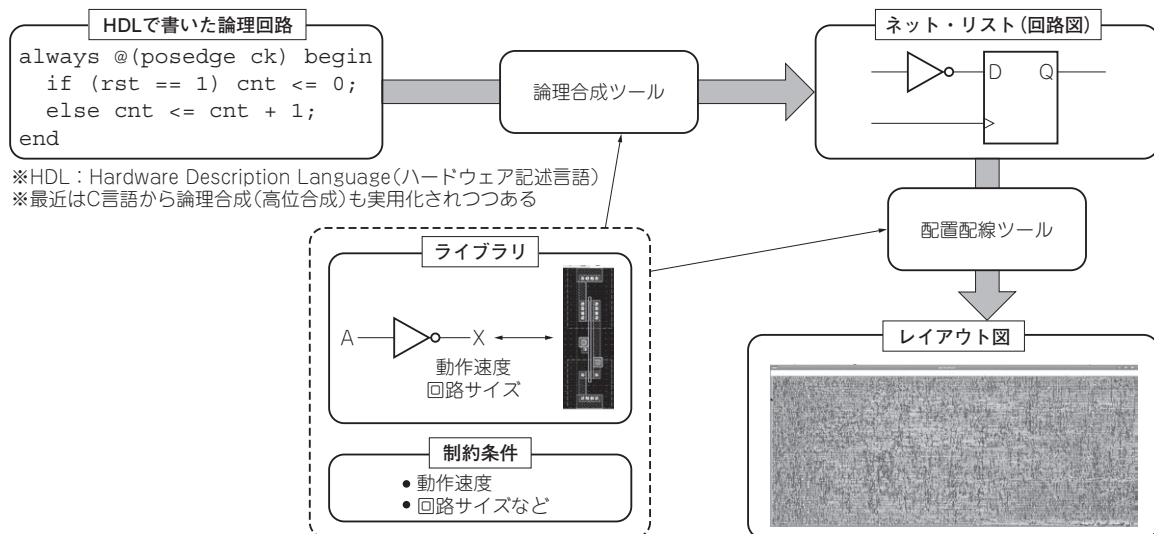 HDLで書いた論理回路
always @(posedge ck) begin
  if (rst == 1) cnt <= 0;
  else cnt <= cnt + 1;
end
※HDL：Hardware Description Language(ハードウェア記述言語)
※最近はC言語から論理合成(高位合成)も実用化されつつある
論理合成ツール
ネット・リスト(回路図)
D Q
配置配線ツール
ライブラリ
A X
動作速度
回路サイズ
制約条件
● 動作速度
● 回路サイズなど
レイアウト図